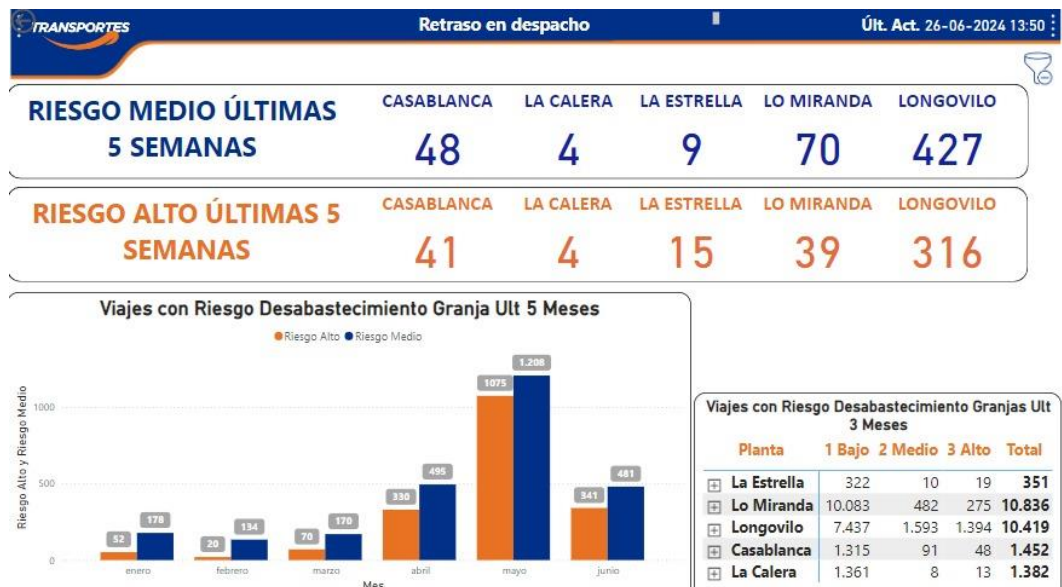 TRANSPORTES
Retraso en despacho
Últ. Act. 26-06-2024 13:50
RIESGO MEDIO ÚLTIMAS
5 SEMANAS
CASABLANCA LA CALERA LA ESTRELLA LO MIRANDA LONGOVILO
48 4 9 70 427
RIESGO ALTO ÚLTIMAS 5
SEMANAS
CASABLANCA LA CALERA LA ESTRELLA LO MIRANDA LONGOVILO
41 4 15 39 316
Viajes con Riesgo Desabastecimiento Granja Ult 5 Meses
Riesgo Alto Riesgo Medio
Riesgo Alto y Riesgo Medio
1000
500
0
52 178
20 134
70 170
330 495
1075 1.208
341 481
enero febrero marzo abril mayo junio
Mes
Viajes con Riesgo Desabastecimiento Granjas Ult
3 Meses
Planta 1 Bajo 2 Medio 3 Alto Total
La Estrella 322 10 19 351
Lo Miranda 10.083 482 275 10.836
Longovilo 7.437 1.593 1.394 10.419
Casablanca 1.315 91 48 1.452
La Calera 1.361 8 13 1.382